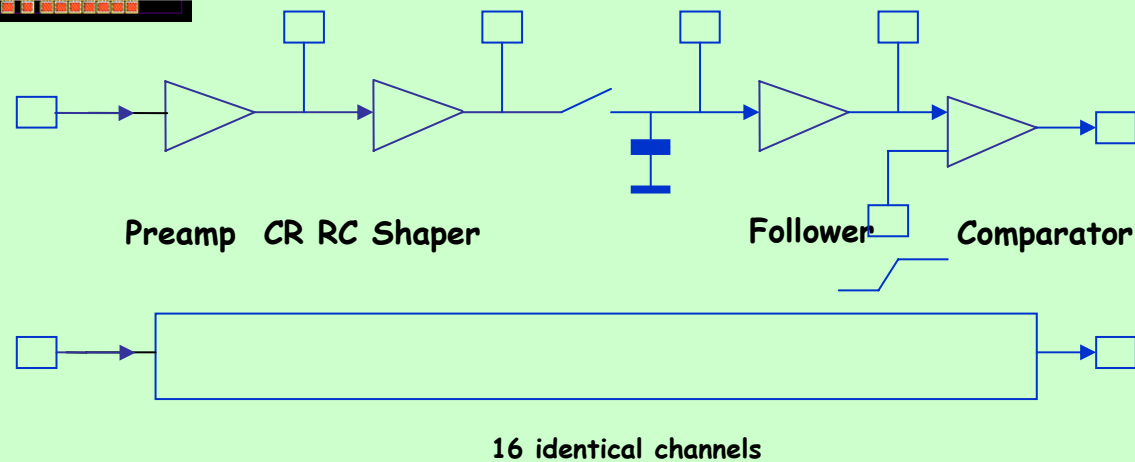 Preamp CR RC Shaper Follower Comparator
16 identical channels